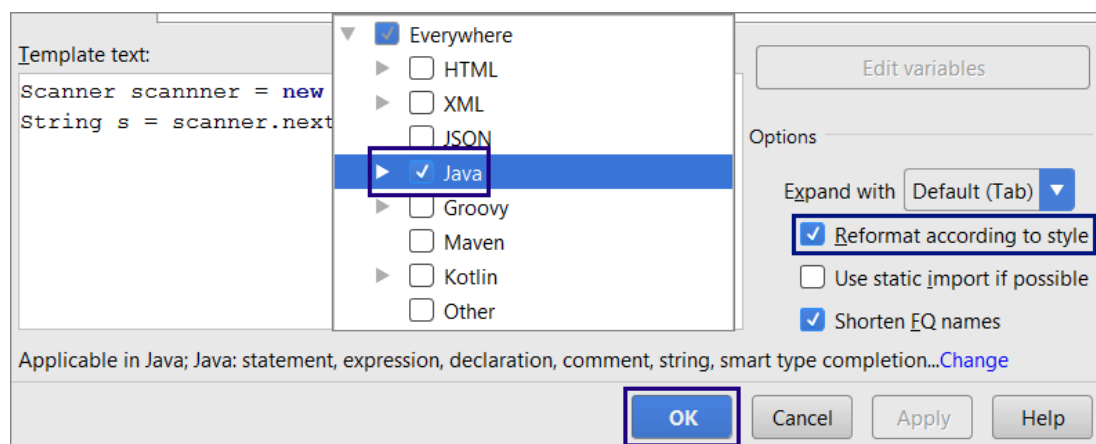 Template text:
Scanner scannner = new
String s = scanner.next
Everywhere
HTML
XML
JSON
Java
Groovy
Maven
Kotlin
Other
Edit variables
Options
Expand with Default (Tab)
Reformat according to style
Use static import if possible
Shorten FQ names
Applicable in Java; Java: statement, expression, declaration, comment, string, smart type completion...Change
OK Cancel Apply Help